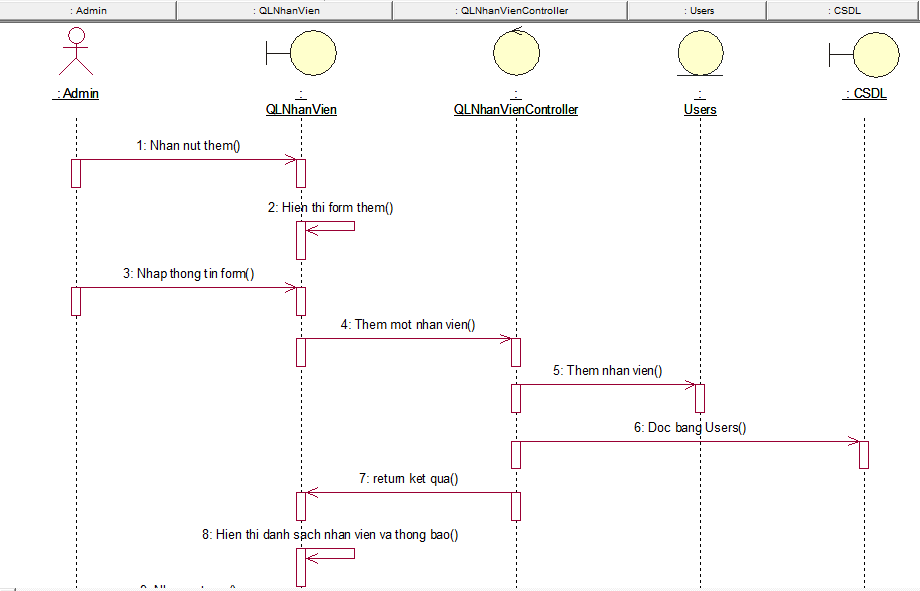 : Admin
: QLNhanVien
: QLNhanVienController
: Users
: CSDL
: Admin
:
QLNhanVien
:
QLNhanVienController
:
Users
: CSDL
1: Nhan nut them()
2: Hien thi form them()
3: Nhap thong tin form()
4: Them mot nhan vien()
5: Them nhan vien()
6: Doc bang Users()
7: return ket qua()
8: Hien thi danh sach nhan vien va thong bao()